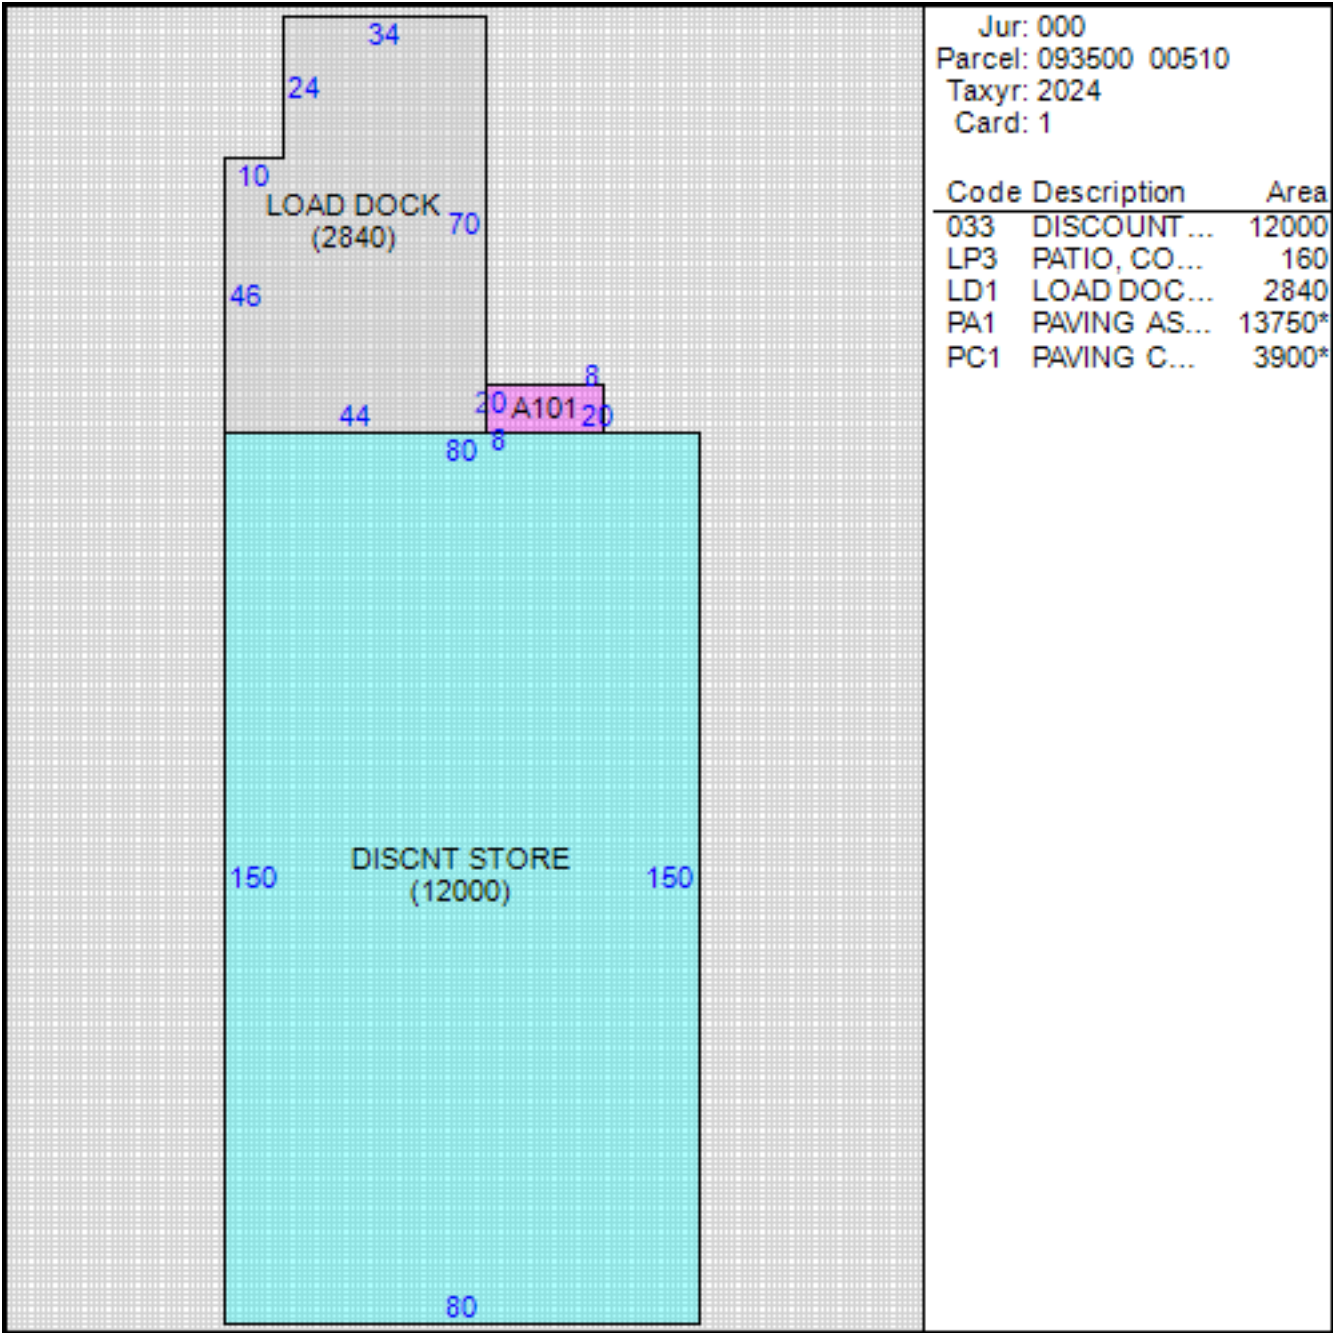 34
24
10
LOAD DOCK
(2840)
70
46
8
20
A101
20
44
8
80
DISCNT STORE
(12000)
150
150
80
Jur: 000
Parcel: 093500 00510
Taxyr: 2024
Card: 1
Code Description Area
033 DISCOUNT... 12000
LP3 PATIO, CO... 160
LD1 LOAD DOC... 2840
PA1 PAVING AS... 13750*
PC1 PAVING C... 3900*